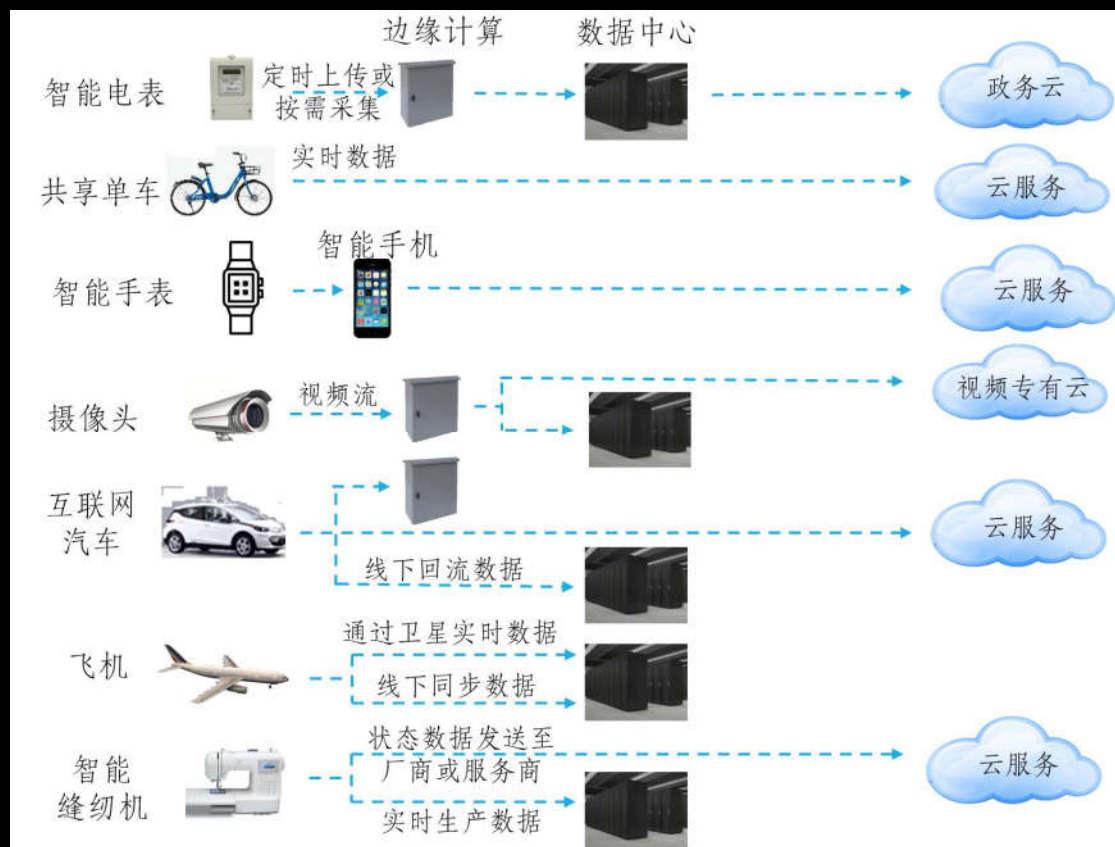 边缘计算
数据中心
智能电表
定时上传或
按需采集
政务云
共享单车
实时数据
云服务
智能手表
智能手机
云服务
摄像头
视频流
视频专有云
互联网
汽车
云服务
线下回流数据
飞机
通过卫星实时数据
线下同步数据
智能
缝纫机
状态数据发送至
厂商或服务商
实时生产数据
云服务